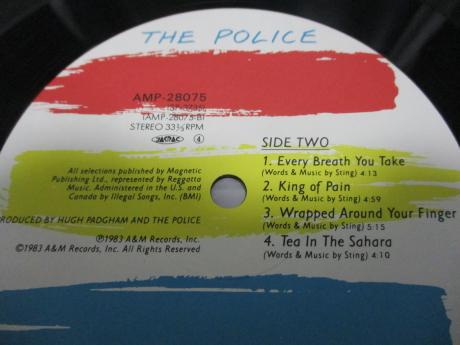 THE POLICE
AMP-28075
STEREO 33⅓RPM
JASRAC 4
All selections published by Magnetic
Publishing Ltd., represented by Reggatta
Music. Administered in the U.S. and
Canada by Illegal Songs, Inc. (BMI)
PRODUCED BY HUGH PADGHAM AND THE POLICE
℗1983 A&M Records, Inc.
©1983 A&M Records, Inc. All Rights Reserved
SIDE TWO
1. Every Breath You Take
(Words & Music by Sting) 4:13
2. King of Pain
(Words & Music by Sting) 4:59
3. Wrapped Around Your Finger
(Words & Music by Sting) 5:15
4. Tea In The Sahara
(Words & Music by Sting) 4:10